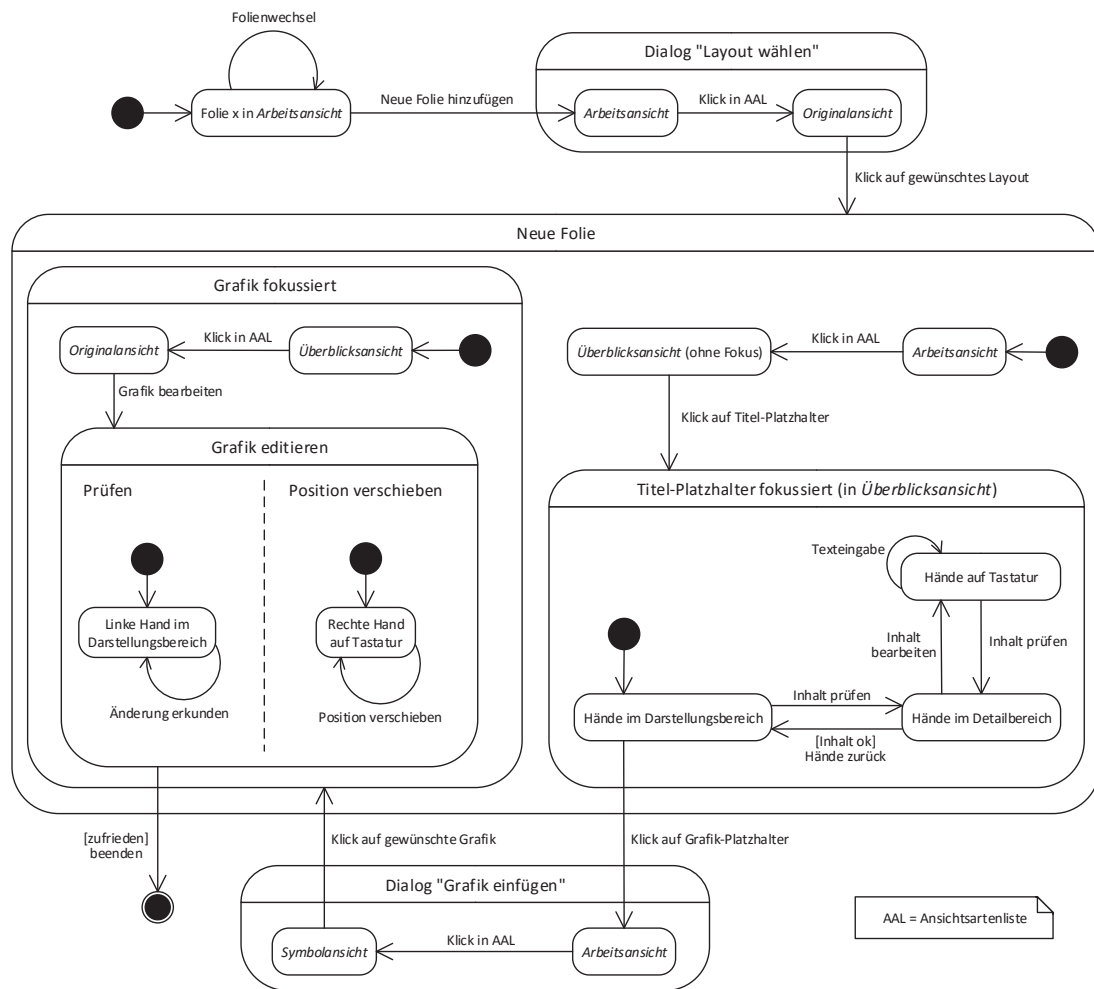 Folienwechsel
Dialog "Layout wählen"
Folie x in Arbeitsansicht
Neue Folie hinzufügen
Arbeitsansicht
Klick in AAL
Originalansicht
Klick auf gewünschtes Layout
Neue Folie
Grafik fokussiert
Originalansicht
Klick in AAL
Überblicksansicht
Überblicksansicht (ohne Fokus)
Klick in AAL
Arbeitsansicht
Grafik bearbeiten
Klick auf Titel-Platzhalter
Grafik editieren
Prüfen
Position verschieben
Linke Hand im
Darstellungsbereich
Rechte Hand
auf Tastatur
Änderung erkunden
Position verschieben
Titel-Platzhalter fokussiert (in Überblicksansicht)
Texteingabe
Hände auf Tastatur
Inhalt
bearbeiten
Inhalt prüfen
Inhalt prüfen
Hände im Darstellungsbereich
Hände im Detailbereich
[Inhalt ok]
Hände zurück
[zufrieden]
beenden
Klick auf gewünschte Grafik
Klick auf Grafik-Platzhalter
Dialog "Grafik einfügen"
Symbolansicht
Klick in AAL
Arbeitsansicht
AAL = Ansichtsartenliste